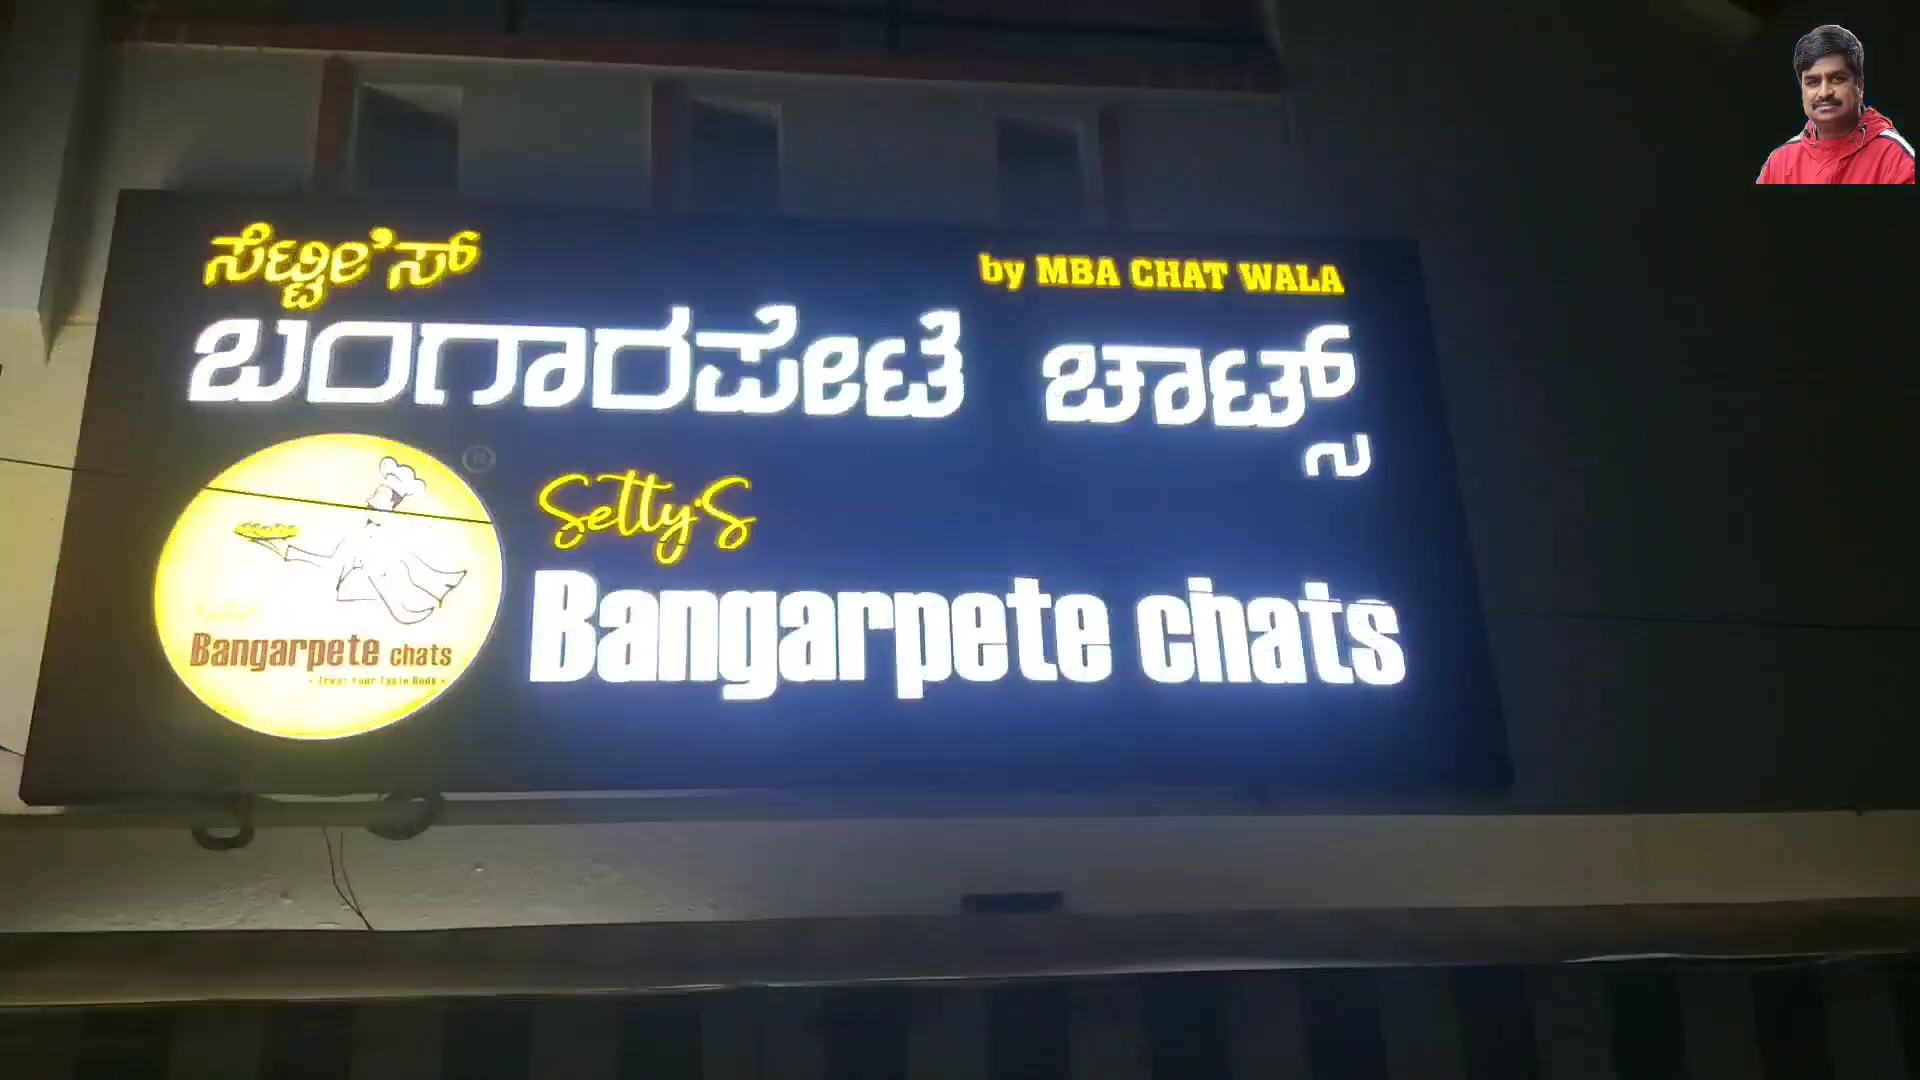 ಸೆಟ್ಟೀ'ಸ್
by MBA CHAT WALA
ಬಂಗಾರಪೇಟೆ ಚಾಟ್ಸ್
®
Setty'S
Bangarpete chats
Bangarpete chats